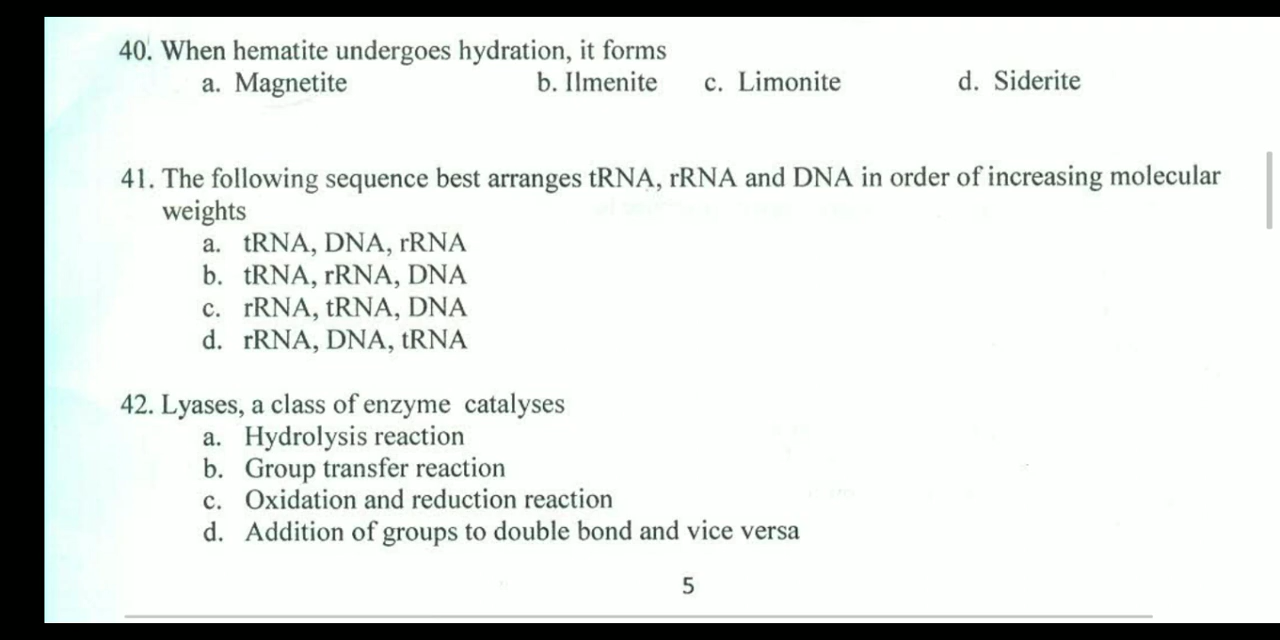 40. When hematite undergoes hydration, it forms
a. Magnetite b. Ilmenite c. Limonite d. Siderite
41. The following sequence best arranges tRNA, rRNA and DNA in order of increasing molecular
weights
a. tRNA, DNA, rRNA
b. tRNA, rRNA, DNA
c. rRNA, tRNA, DNA
d. rRNA, DNA, tRNA
42. Lyases, a class of enzyme catalyses
a. Hydrolysis reaction
b. Group transfer reaction
c. Oxidation and reduction reaction
d. Addition of groups to double bond and vice versa
5